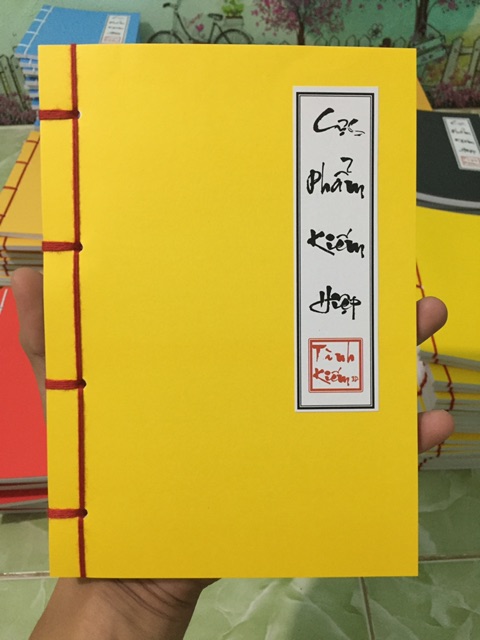 Cực
Phẩm
Kiếm
Hiệp
Tình
Kiếm